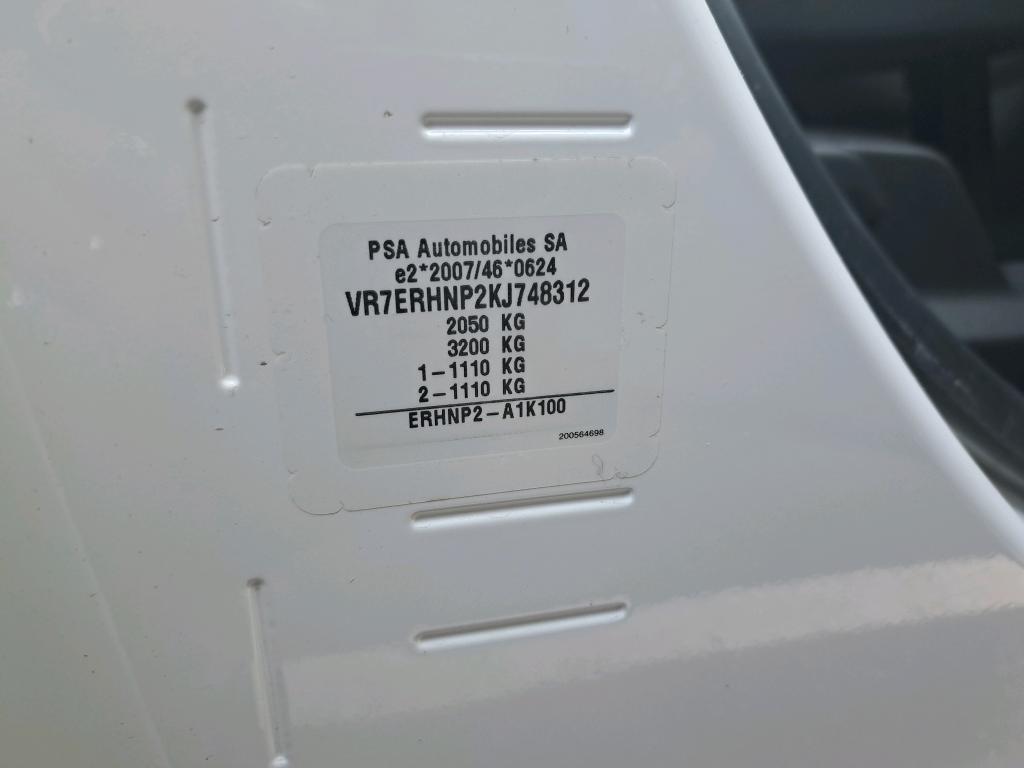 PSA Automobiles SA
e2*2007/46*0624
VR7ERHNP2KJ748312
2050 KG
3200 KG
1-1110 KG
2-1110 KG
ERHNP2-A1K100
200564698